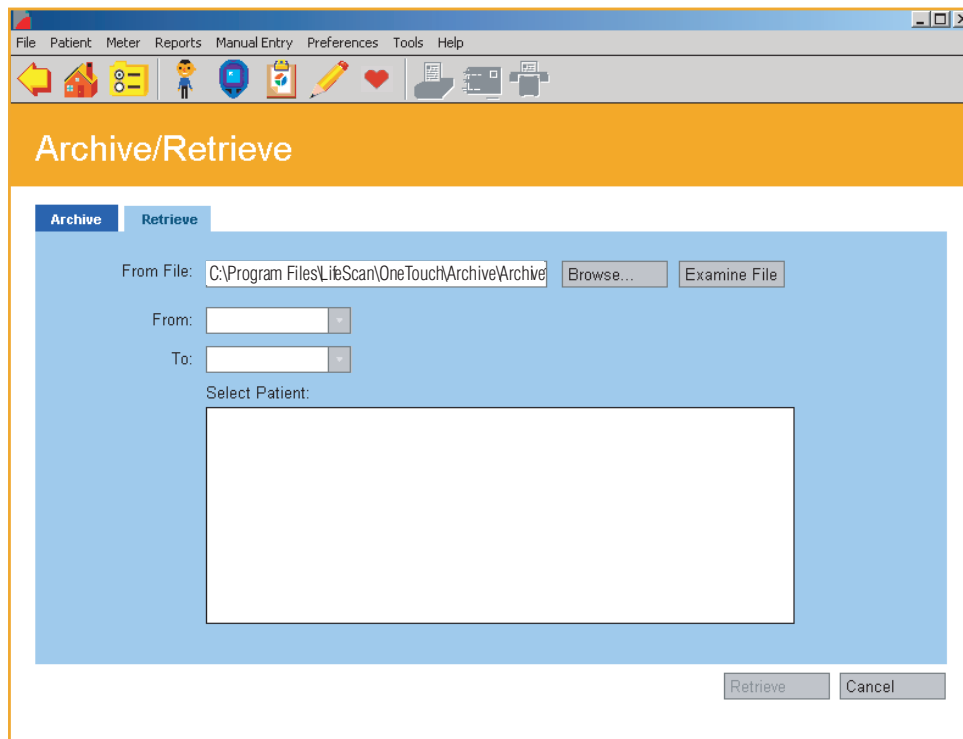 File Patient Meter Reports Manual Entry Preferences Tools Help
Archive/Retrieve
Archive Retrieve
From File: C:\Program Files\LifeScan\OneTouch\Archive\Archive Browse... Examine File
From:
To:
Select Patient:
Retrieve Cancel